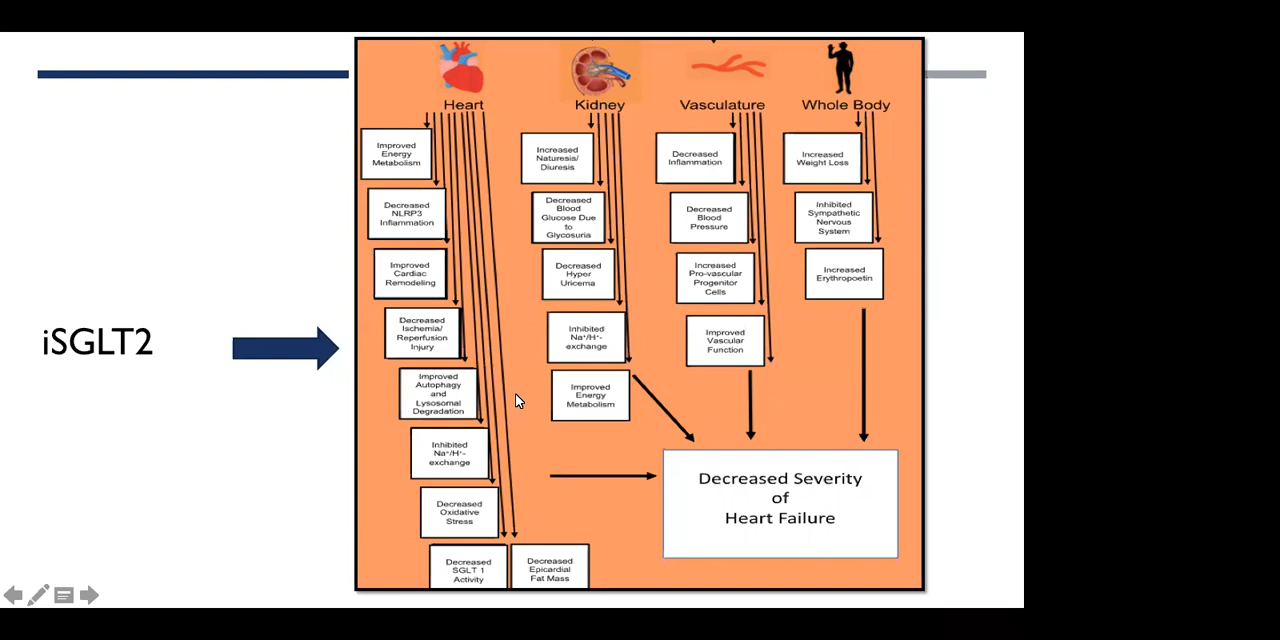 iSGLT2
Heart
Improved
Energy
Metabolism
Decreased
NLRP3
Inflammation
Improved
Cardiac
Remodeling
Decreased
Ischemia/
Reperfusion
Injury
Improved
Autophagy
and
Lysosomal
Degradation
Inhibited
Na⁺/H⁺-
exchange
Decreased
Oxidative
Stress
Decreased
SGLT 1
Activity
Decreased
Epicardial
Fat Mass
Kidney
Increased
Naturesis/
Diuresis
Decreased
Blood
Glucose Due
to
Glycosuria
Decreased
Hyper
Uricema
Inhibited
Na⁺/H⁺-
exchange
Improved
Energy
Metabolism
Vasculature
Decreased
Inflammation
Decreased
Blood
Pressure
Increased
Pro-vascular
Progenitor
Cells
Improved
Vascular
Function
Whole Body
Increased
Weight Loss
Inhibited
Sympathetic
Nervous
System
Increased
Erythropoetin
Decreased Severity
of
Heart Failure